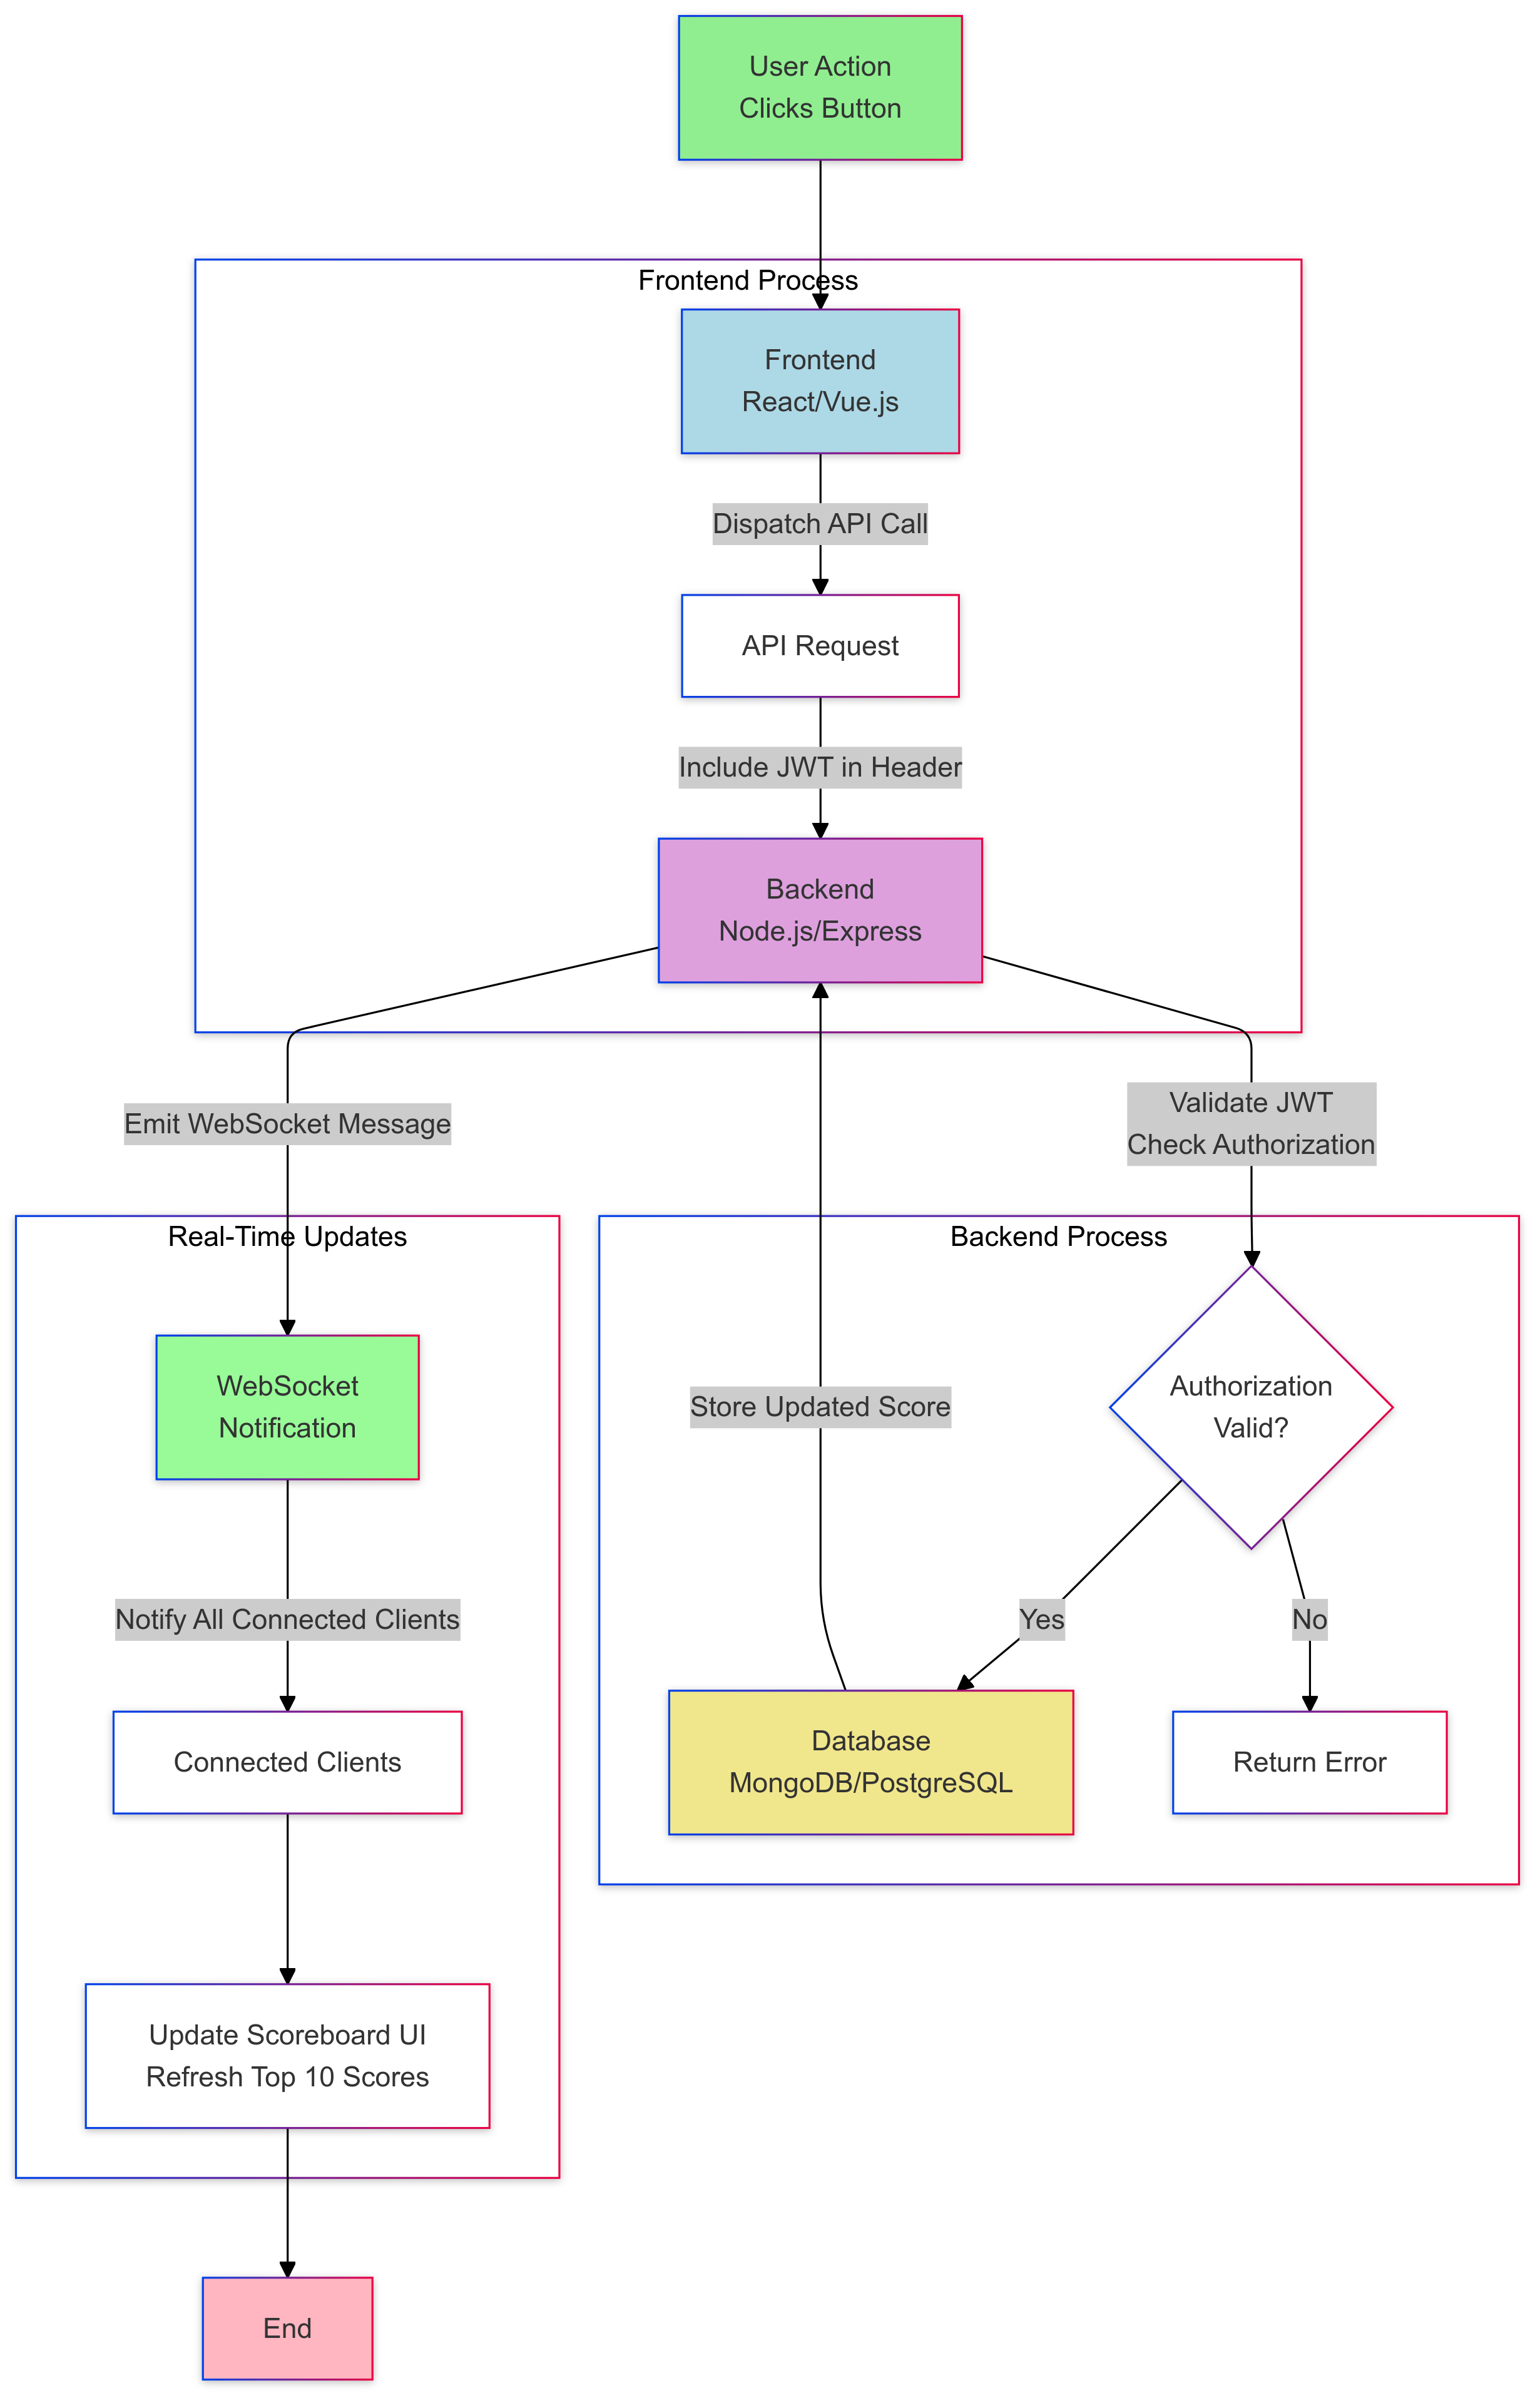 User Action
Clicks Button
Frontend Process
Frontend
React/Vue.js
Dispatch API Call
API Request
Include JWT in Header
Backend
Node.js/Express
Emit WebSocket Message
Validate JWT
Check Authorization
Real-Time Updates
WebSocket
Notification
Notify All Connected Clients
Connected Clients
Update Scoreboard UI
Refresh Top 10 Scores
End
Backend Process
Authorization
Valid?
Store Updated Score
Yes
No
Database
MongoDB/PostgreSQL
Return Error